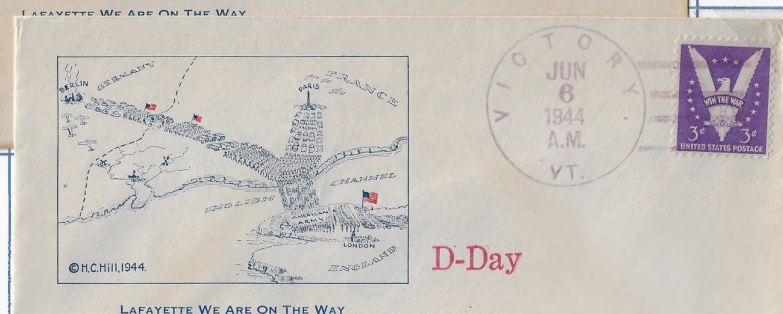 LAFAYETTE WE ARE ON THE WAY
BERLIN
GERMANY
PARIS
FRANCE
ENGLISH
CHANNEL
AMERICAN
ARMY
LONDON
ENGLAND
© H.C.Hill, 1944.
LAFAYETTE WE ARE ON THE WAY
D-Day
VICTORY
JUN
6
1944
A.M.
VT.
WIN THE WAR
3¢ 3¢
UNITED STATES POSTAGE